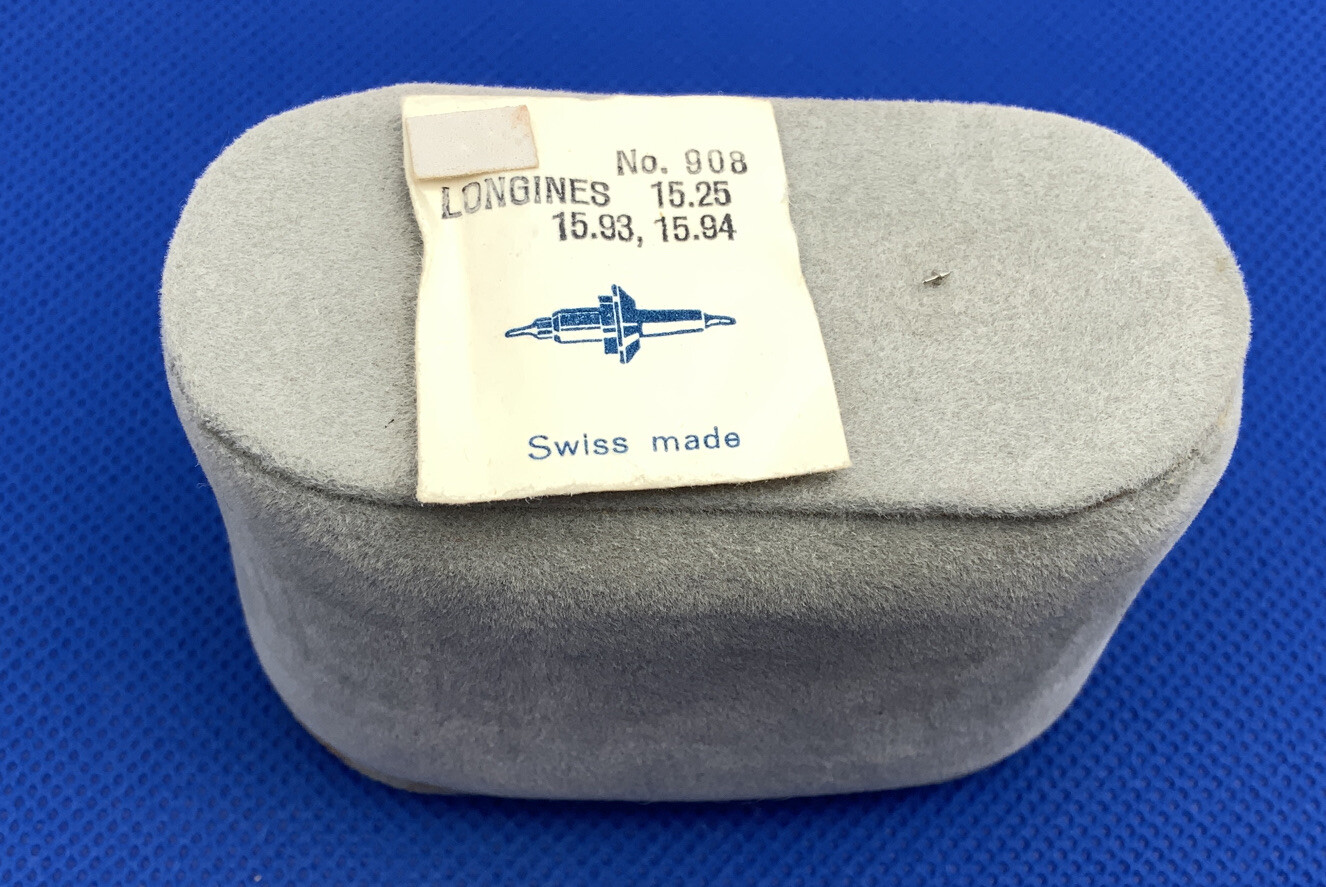 No. 908
LONGINES 15.25
15.93, 15.94
Swiss made